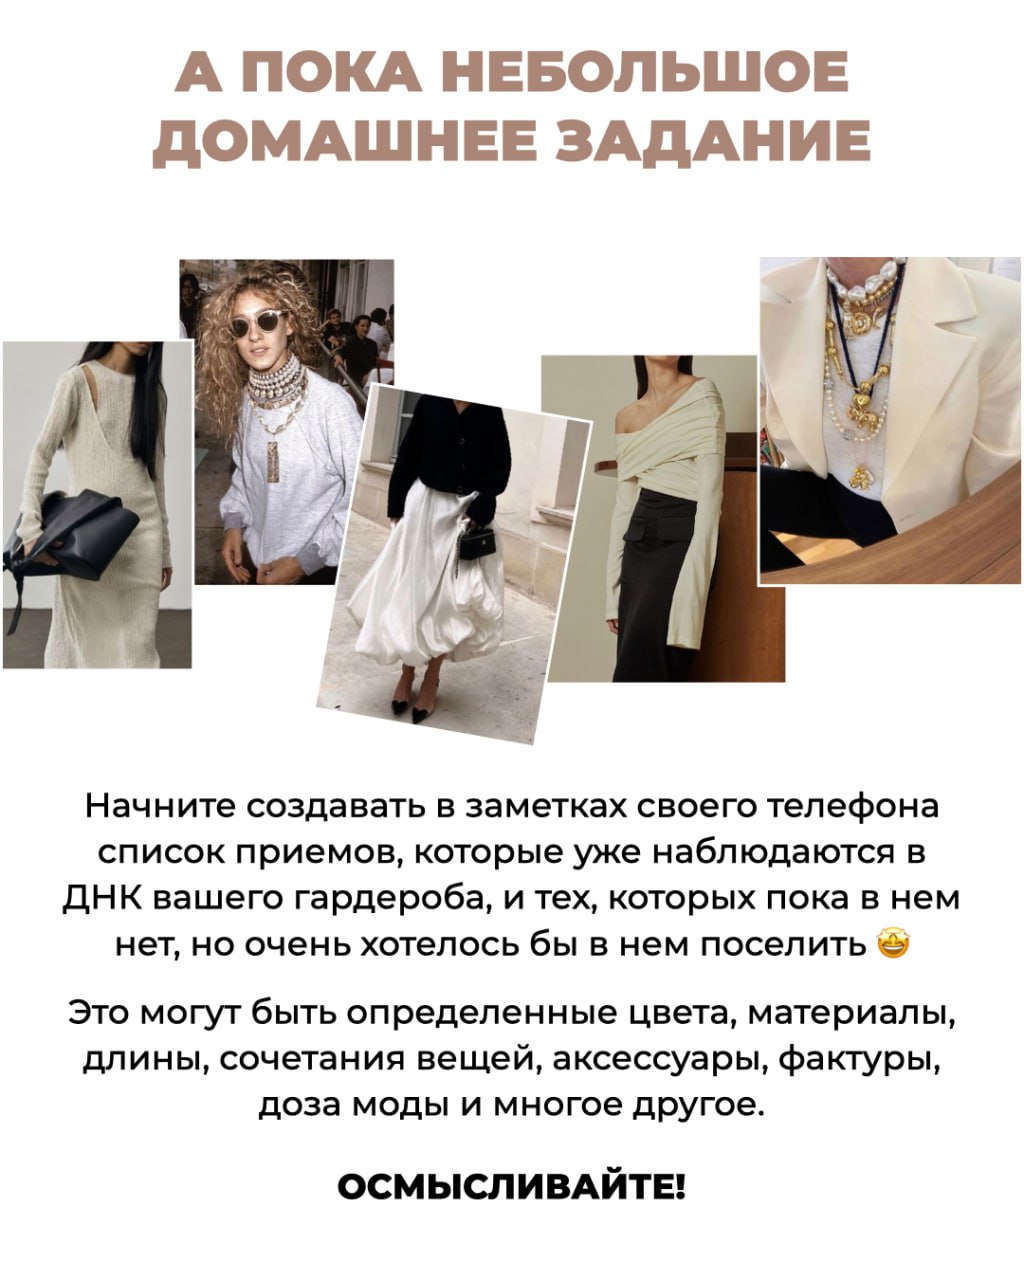 А ПОКА НЕБОЛЬШОЕ
ДОМАШНЕЕ ЗАДАНИЕ
Начните создавать в заметках своего телефона
список приемов, которые уже наблюдаются в
ДНК вашего гардероба, и тех, которых пока в нем
нет, но очень хотелось бы в нем поселить 🤩
Это могут быть определенные цвета, материалы,
длины, сочетания вещей, аксессуары, фактуры,
доза моды и многое другое.
ОСМЫСЛИВАЙТЕ!